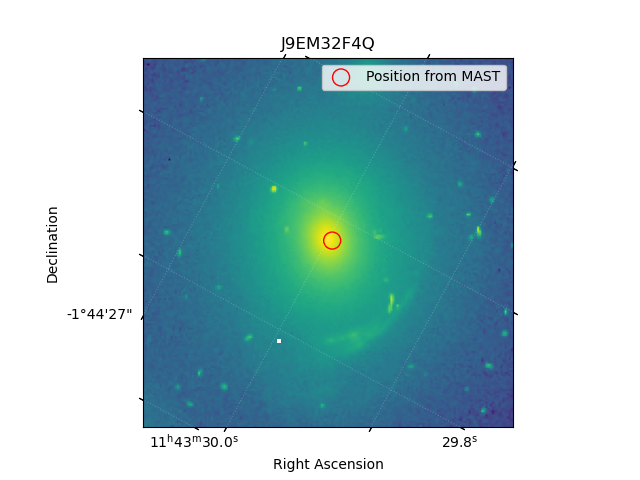 J9EM32F4Q
Position from MAST
Declination
-1°44'27"
11ʰ43ᵐ30.0ˢ
29.8ˢ
Right Ascension